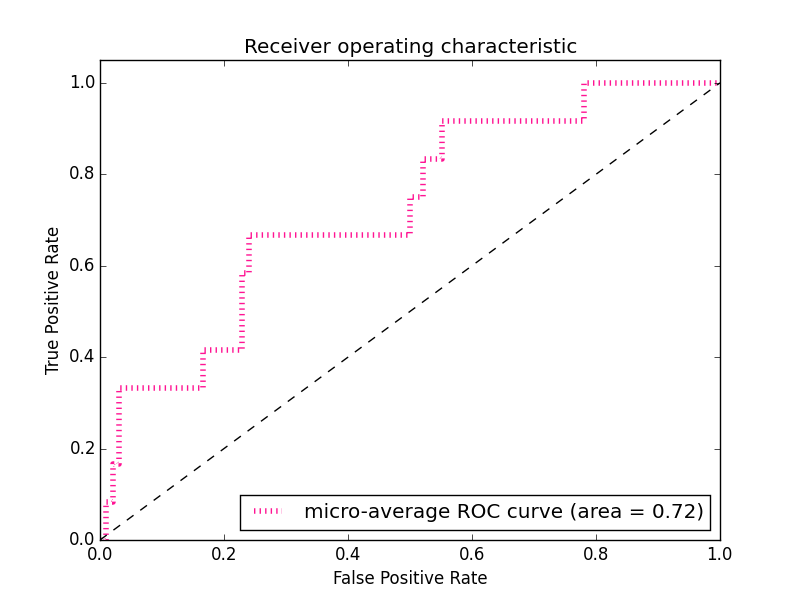 Receiver operating characteristic
1.0
0.8
0.6
0.4
0.2
0.0
True Positive Rate
micro-average ROC curve (area = 0.72)
0.0 0.2 0.4 0.6 0.8 1.0
False Positive Rate